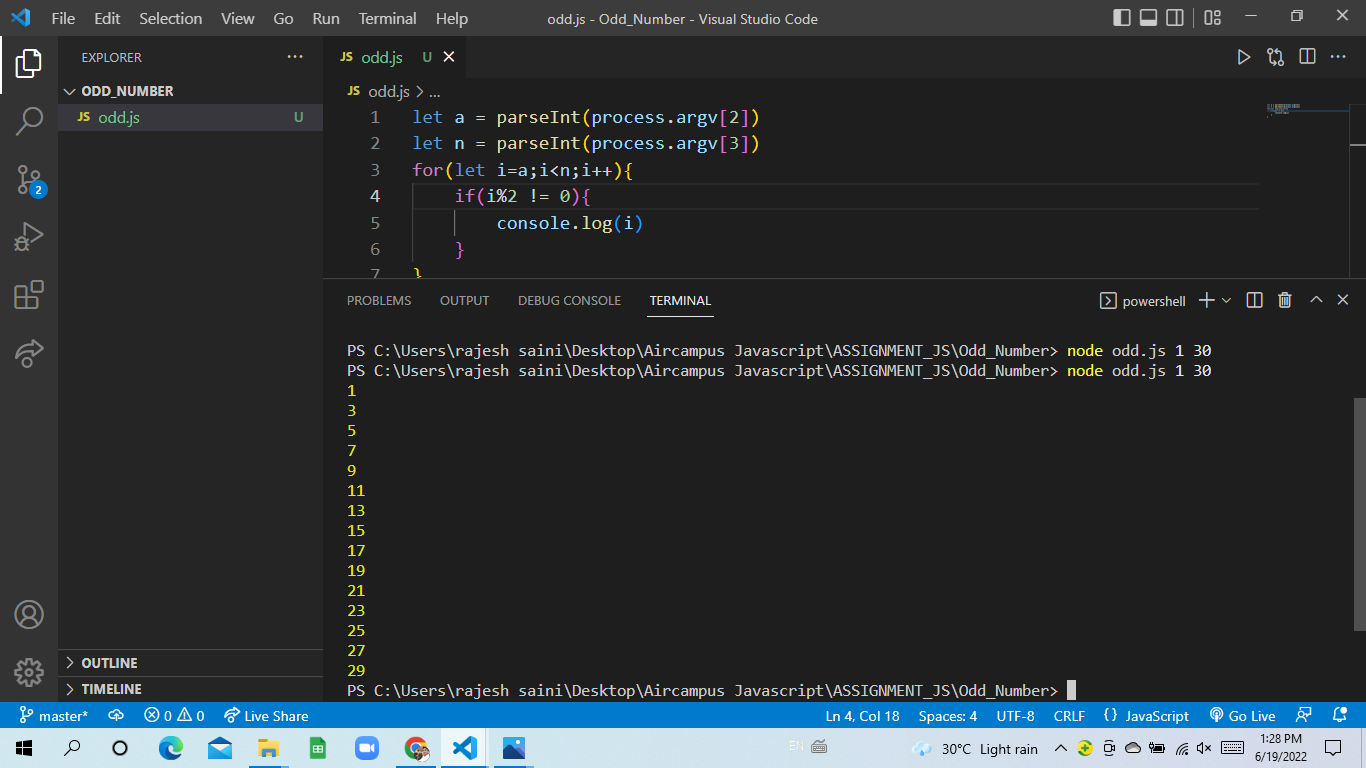 File Edit Selection View Go Run Terminal Help odd.js - Odd_Number - Visual Studio Code
EXPLORER
JS odd.js U
ODD_NUMBER
JS odd.js > ...
JS odd.js U
1 let a = parseInt(process.argv[2])
2 let n = parseInt(process.argv[3])
3 for(let i=a;i<n;i++){
4 if(i%2 != 0){
5 console.log(i)
6 }
7 }
PROBLEMS OUTPUT DEBUG CONSOLE TERMINAL powershell
PS C:\Users\rajesh saini\Desktop\Aircampus Javascript\ASSIGNMENT_JS\Odd_Number> node odd.js 1 30
PS C:\Users\rajesh saini\Desktop\Aircampus Javascript\ASSIGNMENT_JS\Odd_Number> node odd.js 1 30
1
3
5
7
9
11
13
15
17
19
21
23
25
27
29
PS C:\Users\rajesh saini\Desktop\Aircampus Javascript\ASSIGNMENT_JS\Odd_Number>
2
OUTLINE
TIMELINE
master* 0 0 Live Share Ln 4, Col 18 Spaces: 4 UTF-8 CRLF {} JavaScript Go Live
EN 30°C Light rain 1:28 PM
6/19/2022